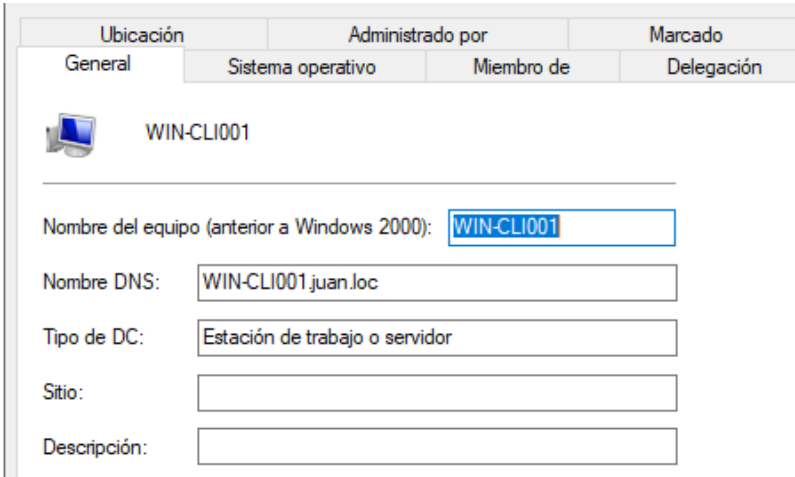 Ubicación Administrado por Marcado
General Sistema operativo Miembro de Delegación
WIN-CLI001
Nombre del equipo (anterior a Windows 2000): WIN-CLI001
Nombre DNS: WIN-CLI001.juan.loc
Tipo de DC: Estación de trabajo o servidor
Sitio:
Descripción: